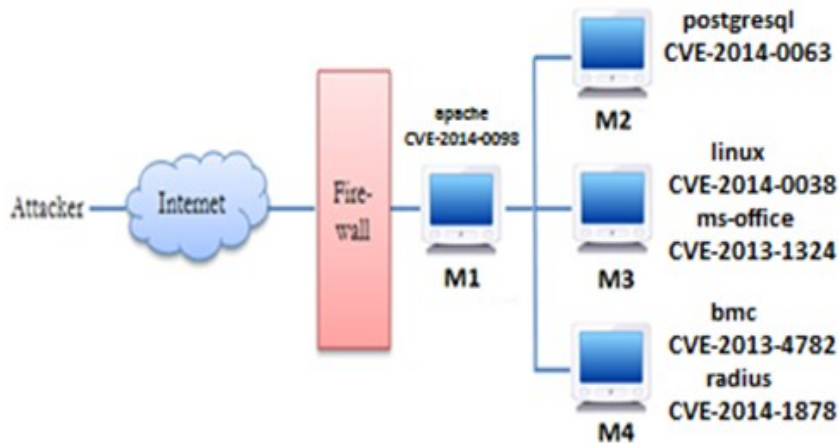 Attacker
Internet
Fire-
wall
apache
CVE-2014-0098
M1
postgresql
CVE-2014-0063
M2
linux
CVE-2014-0038
ms-office
CVE-2013-1324
M3
bmc
CVE-2013-4782
radius
CVE-2014-1878
M4